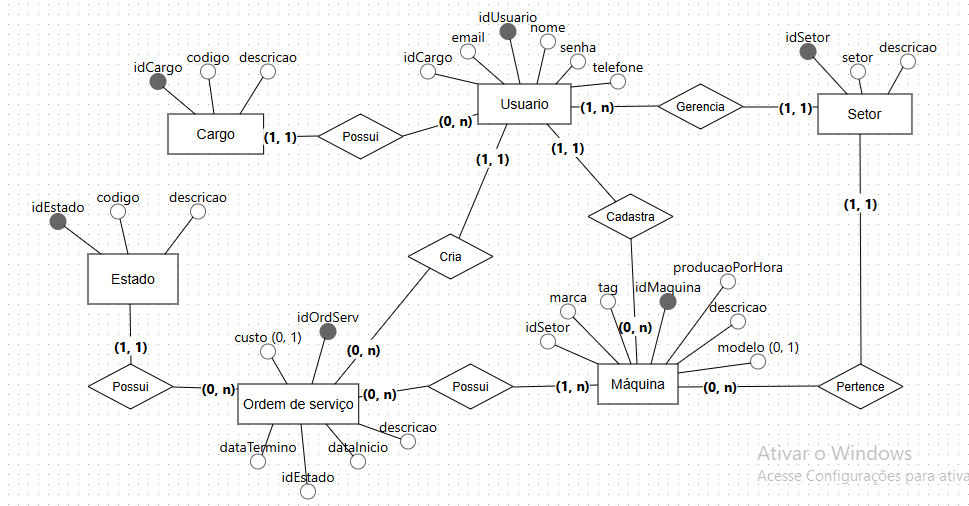 idUsuario
email
nome
senha
telefone
idCargo
idCargo
codigo
descricao
idSetor
setor
descricao
Usuario
(1, n)
Gerencia
(1, 1)
Setor
Cargo
(1, 1)
Possui
(0, n)
(1, 1)
(1, 1)
idEstado
codigo
descricao
(1, 1)
Cadastra
Cria
Estado
producaoPorHora
tag
idMaquina
marca
descricao
idSetor
(0, n)
modelo (0, 1)
idOrdServ
custo (0, 1)
(1, 1)
(0, n)
Possui
(0, n)
Ordem de serviço
(0, n)
Possui
(1, n)
Máquina
(0, n)
Pertence
descricao
dataTermino
dataInicio
idEstado
Ativar o Windows
Acesse Configurações para ativa